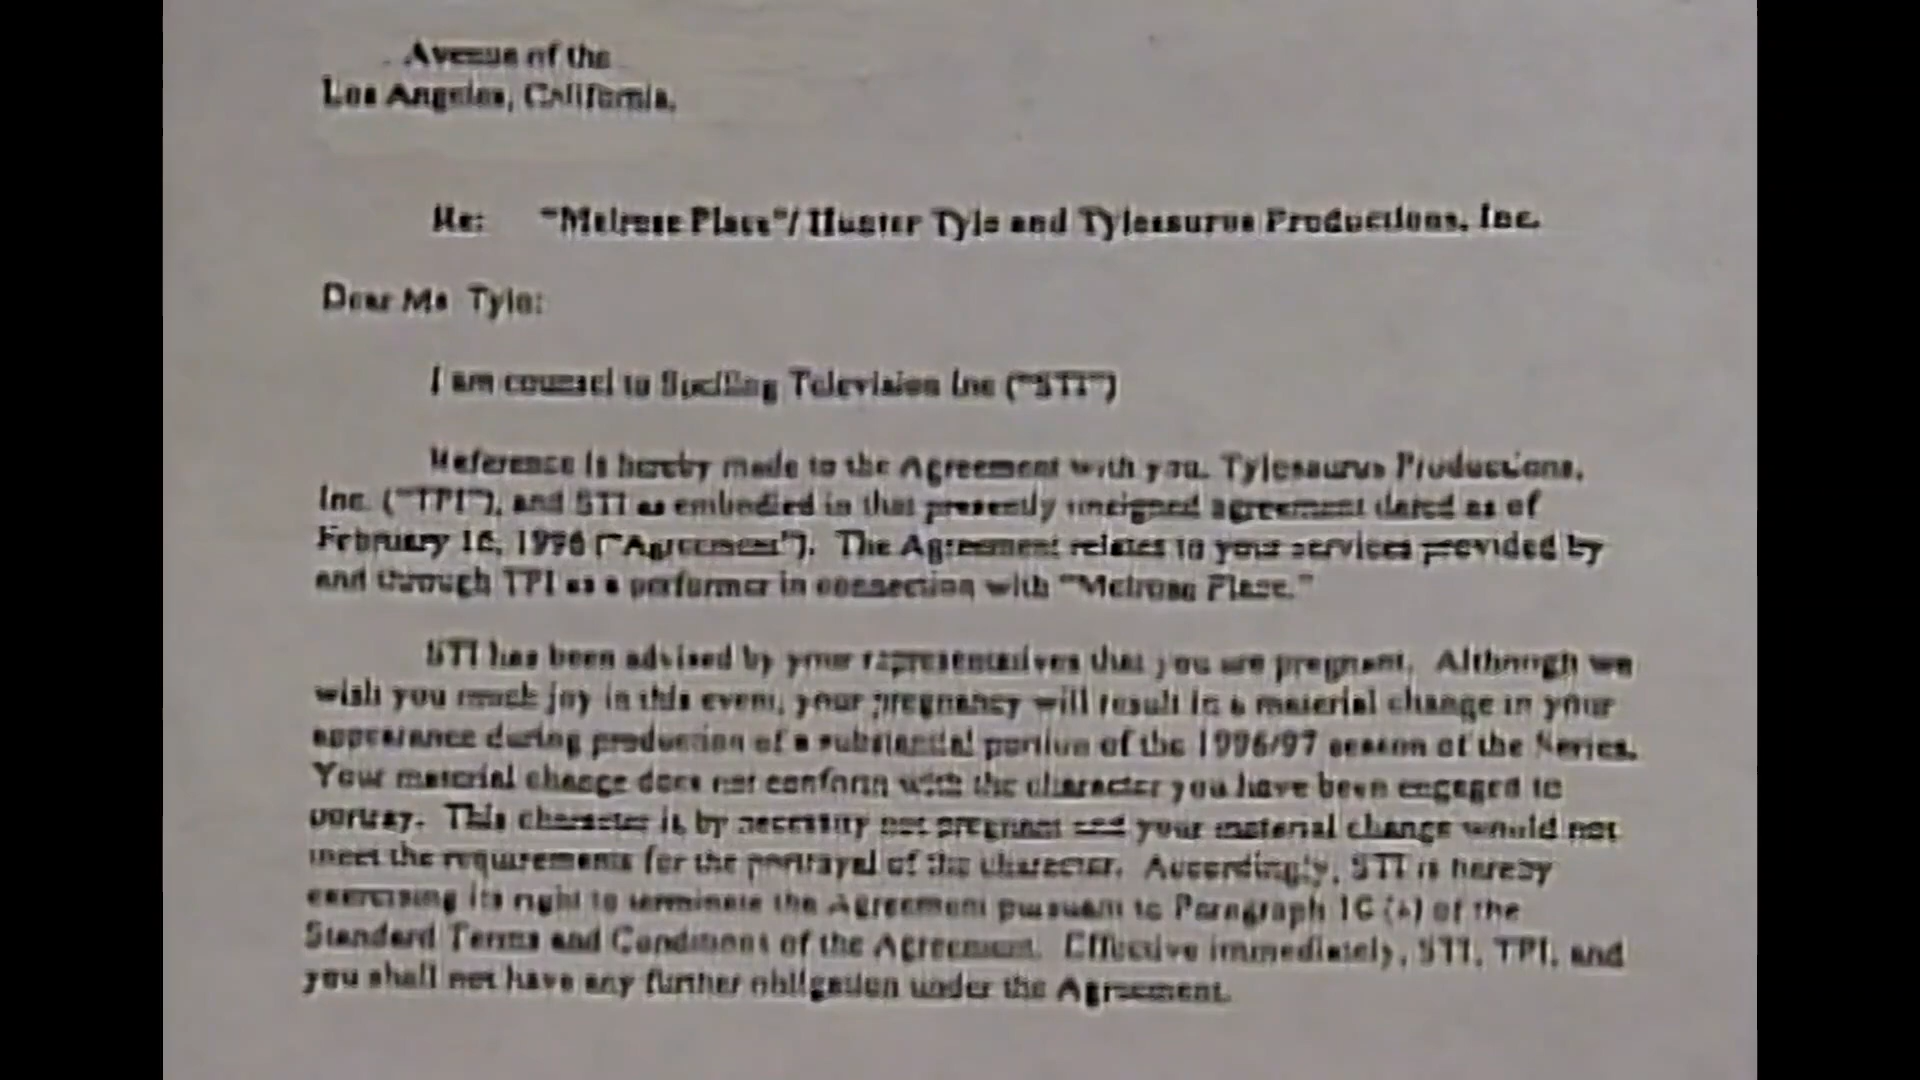 Avenue of the
Los Angeles, California,
Re: "Melrose Place"/ Hunter Tylo and Tylosaurus Productions, Inc.
Dear Ms Tylo:
I am counsel to Spelling Television Inc ("STI")
Reference is hereby made to the Agreement with you, Tylosaurus Productions,
Inc. ("TPI"), and STI as embodied in that presently unsigned agreement dated as of
February 16, 1996 ("Agreement"). The Agreement relates to your services provided by
and through TPI as a performer in connection with "Melrose Place."
STI has been advised by your representatives that you are pregnant. Although we
wish you much joy in this event, your pregnancy will result in a material change in your
appearance during production of a substantial portion of the 1996/97 season of the Series.
Your material change does not conform with the character you have been engaged to
portray. This character is by necessity not pregnant and your material change would not
meet the requirements for the portrayal of the character. Accordingly, STI is hereby
exercising its right to terminate the Agreement pursuant to Paragraph of the
Standard Terms and Conditions of the Agreement. Effective immediately, STI, TPI, and
you shall not have any further obligation under the Agreement.